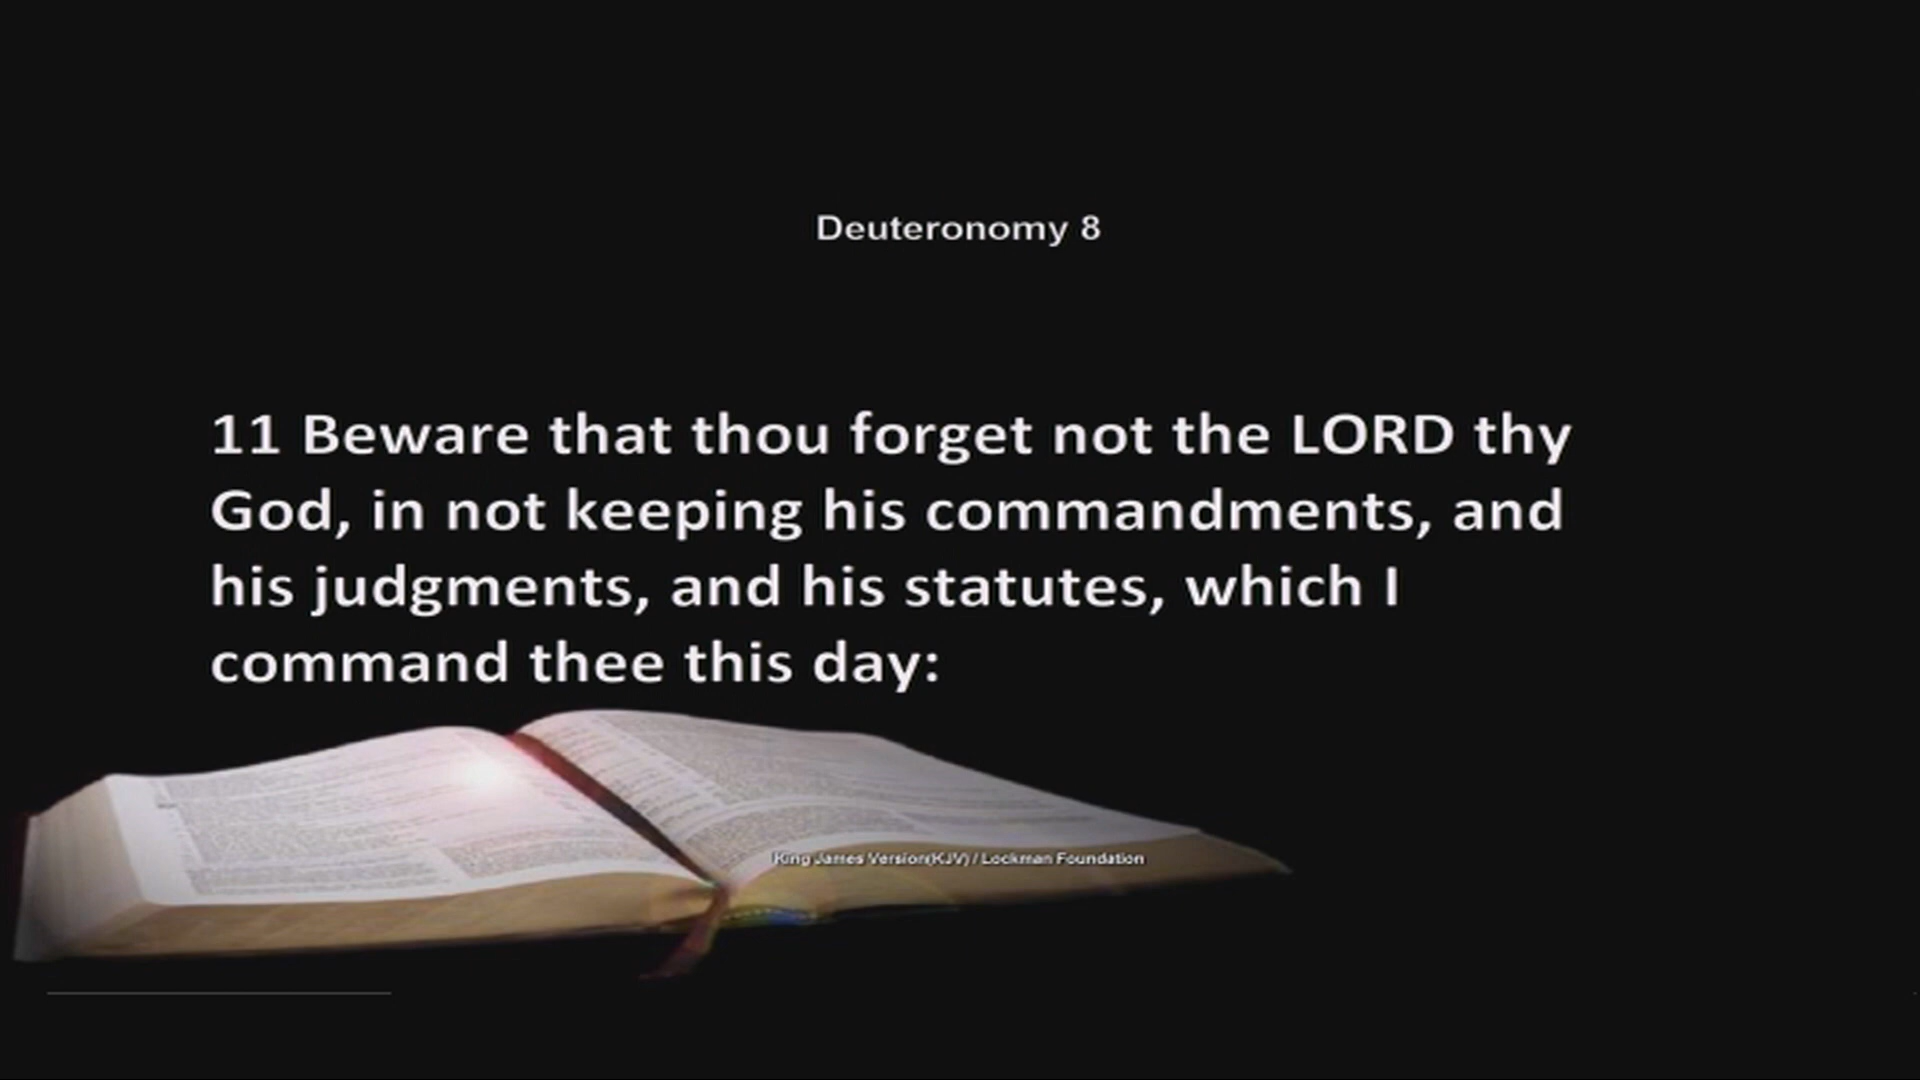 Deuteronomy 8
11 Beware that thou forget not the LORD thy
God, in not keeping his commandments, and
his judgments, and his statutes, which I
command thee this day:
King James Version(KJV) / Lockman Foundation